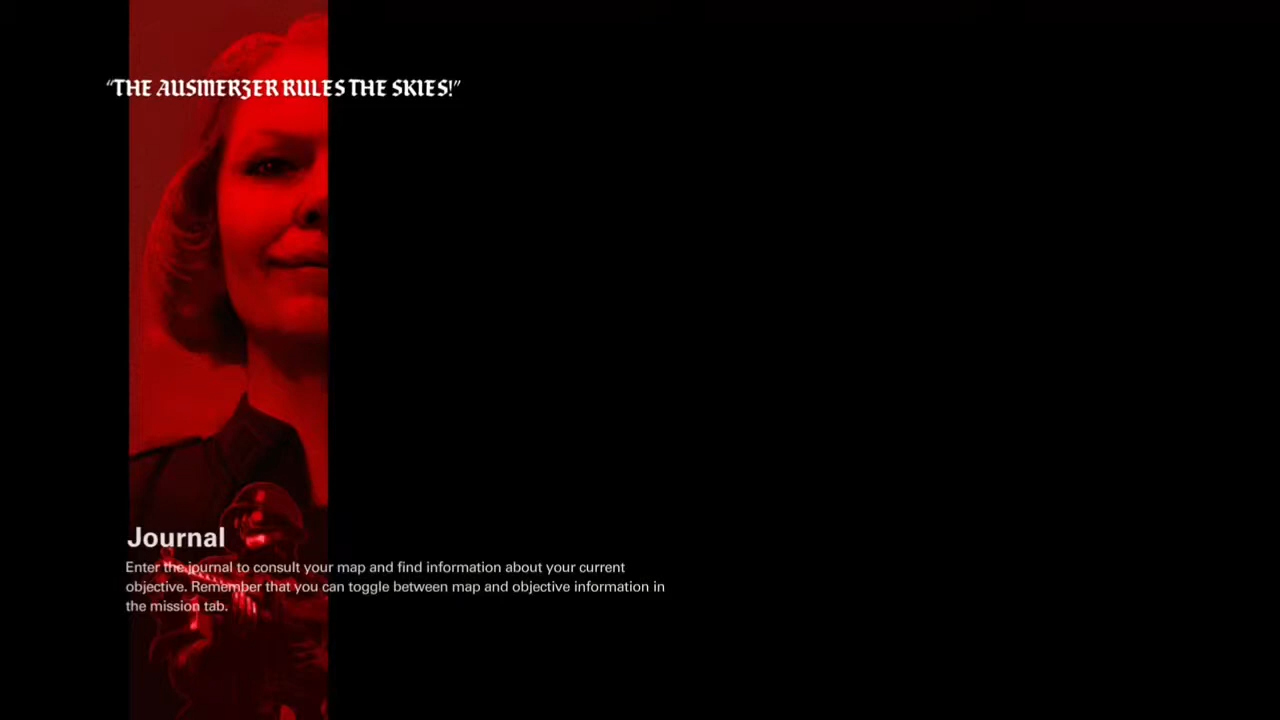 “THE AUSMERZER RULES THE SKIES!”
Journal
Enter the journal to consult your map and find information about your current
objective. Remember that you can toggle between map and objective information in
the mission tab.